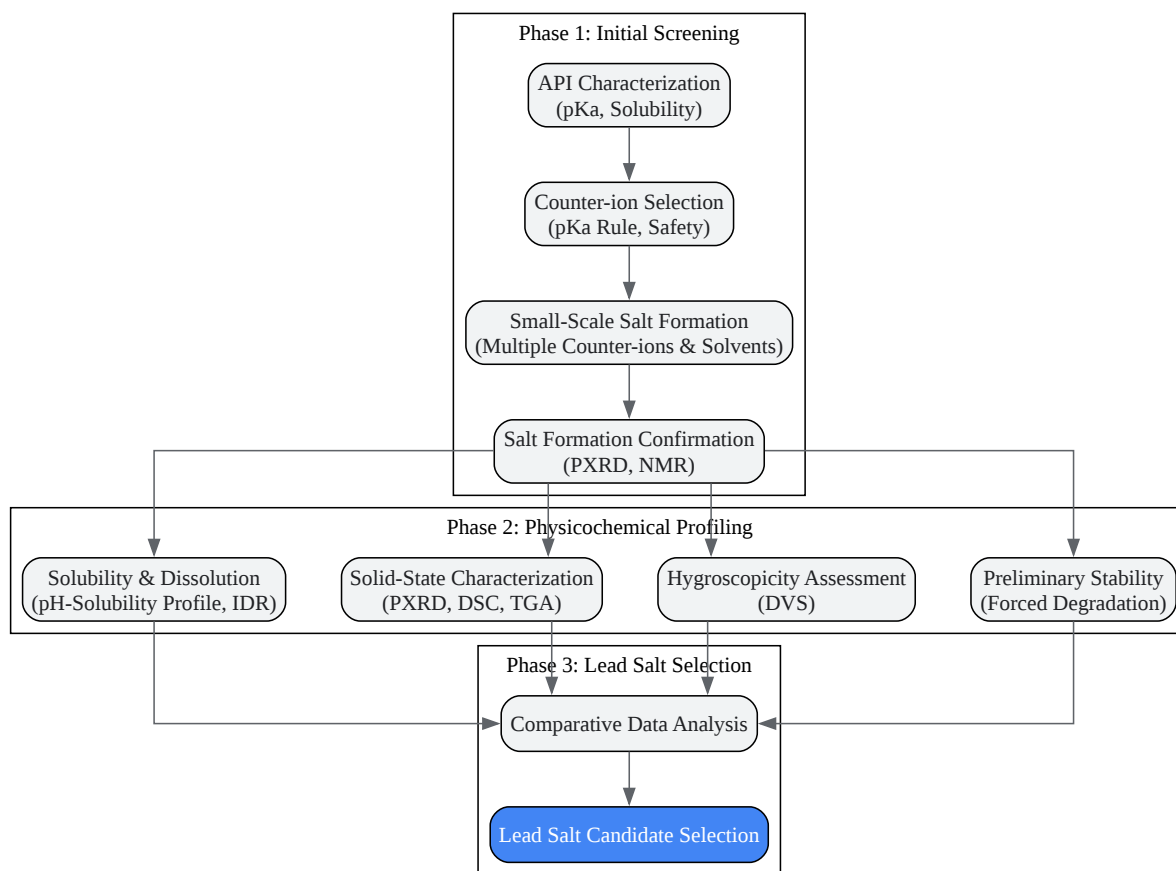 Phase 1: Initial Screening
API Characterization
(pKa, Solubility)
Counter-ion Selection
(pKa Rule, Safety)
Small-Scale Salt Formation
(Multiple Counter-ions & Solvents)
Salt Formation Confirmation
(PXRD, NMR)
Phase 2: Physicochemical Profiling
Solubility & Dissolution
(pH-Solubility Profile, IDR)
Solid-State Characterization
(PXRD, DSC, TGA)
Hygroscopicity Assessment
(DVS)
Preliminary Stability
(Forced Degradation)
Phase 3: Lead Salt Selection
Comparative Data Analysis
Lead Salt Candidate Selection